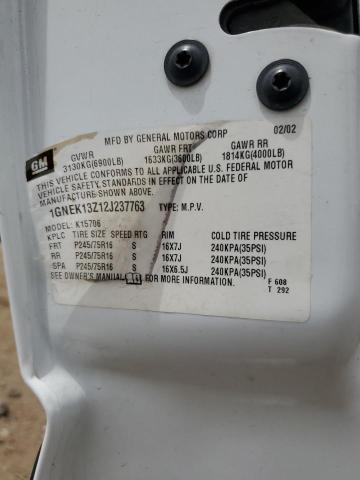 MFD BY GENERAL MOTORS CORP 02/02
GM GVWR GAWR FRT GAWR RR
3130KG(6900LB) 1633KG(3600LB) 1814KG(4000LB)
THIS VEHICLE CONFORMS TO ALL APPLICABLE U.S. FEDERAL MOTOR
VEHICLE SAFETY STANDARDS IN EFFECT ON THE DATE OF
MANUFACTURE SHOWN ABOVE.
1GNEK13Z12J237763 TYPE: M.P.V.
MODEL: K15706
KPLC TIRE SIZE SPEED RTG RIM COLD TIRE PRESSURE
FRT P245/75R16 S 16X7J 240KPA(35PSI)
RR P245/75R16 S 16X7J 240KPA(35PSI)
SPA P245/75R16 S 16X6.5J 240KPA(35PSI)
SEE OWNER'S MANUAL FOR MORE INFORMATION.
F 608
T 292